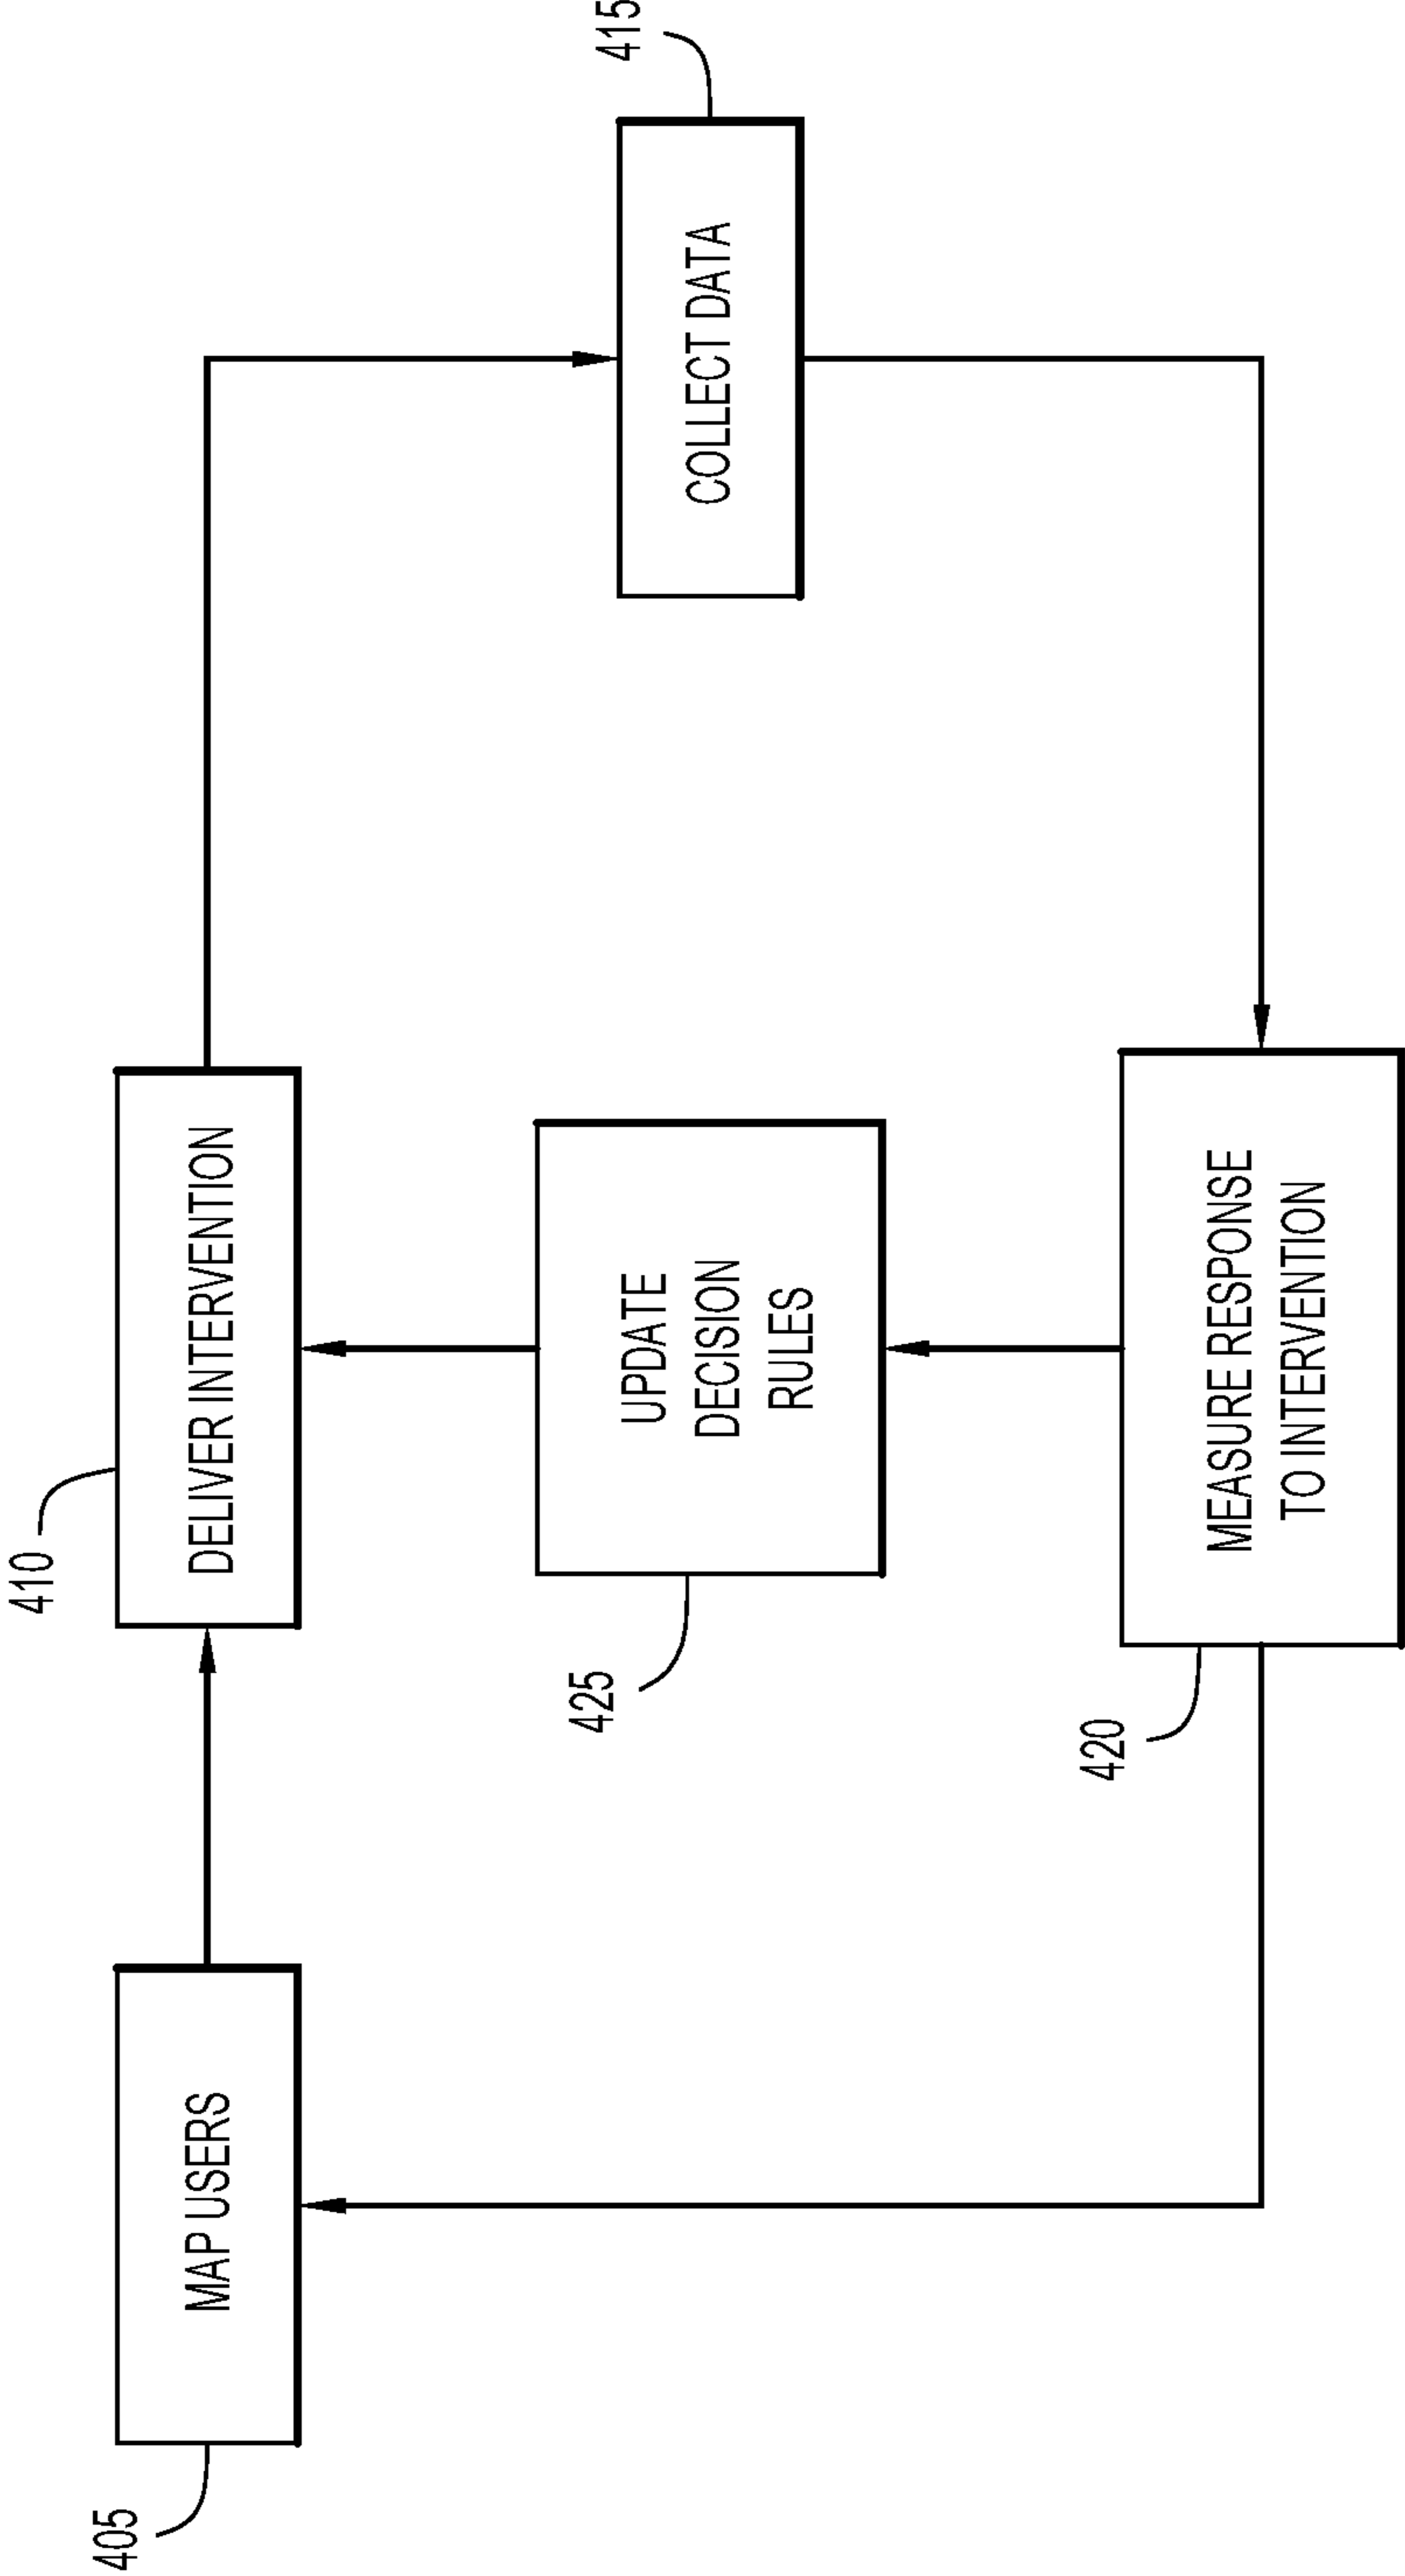 405
MAP USERS
410
DELIVER INTERVENTION
415
COLLECT DATA
425
UPDATE
DECISION
RULES
420
MEASURE RESPONSE
TO INTERVENTION